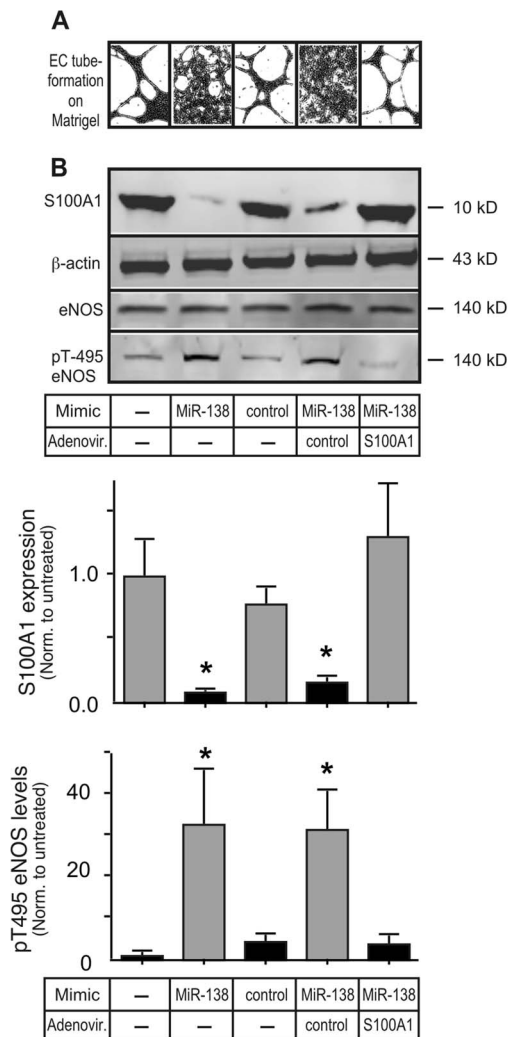 A
EC tube-
formation
on
Matrigel
B
S100A1
10 kD
β-actin
43 kD
eNOS
140 kD
pT-495
eNOS
140 kD
Mimic – MiR-138 control MiR-138 MiR-138
Adenovir. – – – control S100A1
S100A1 expression
(Norm. to untreated)
1.0
0.0
* *
pT495 eNOS levels
(Norm. to untreated)
40
20
0
* *
Mimic – MiR-138 control MiR-138 MiR-138
Adenovir. – – – control S100A1